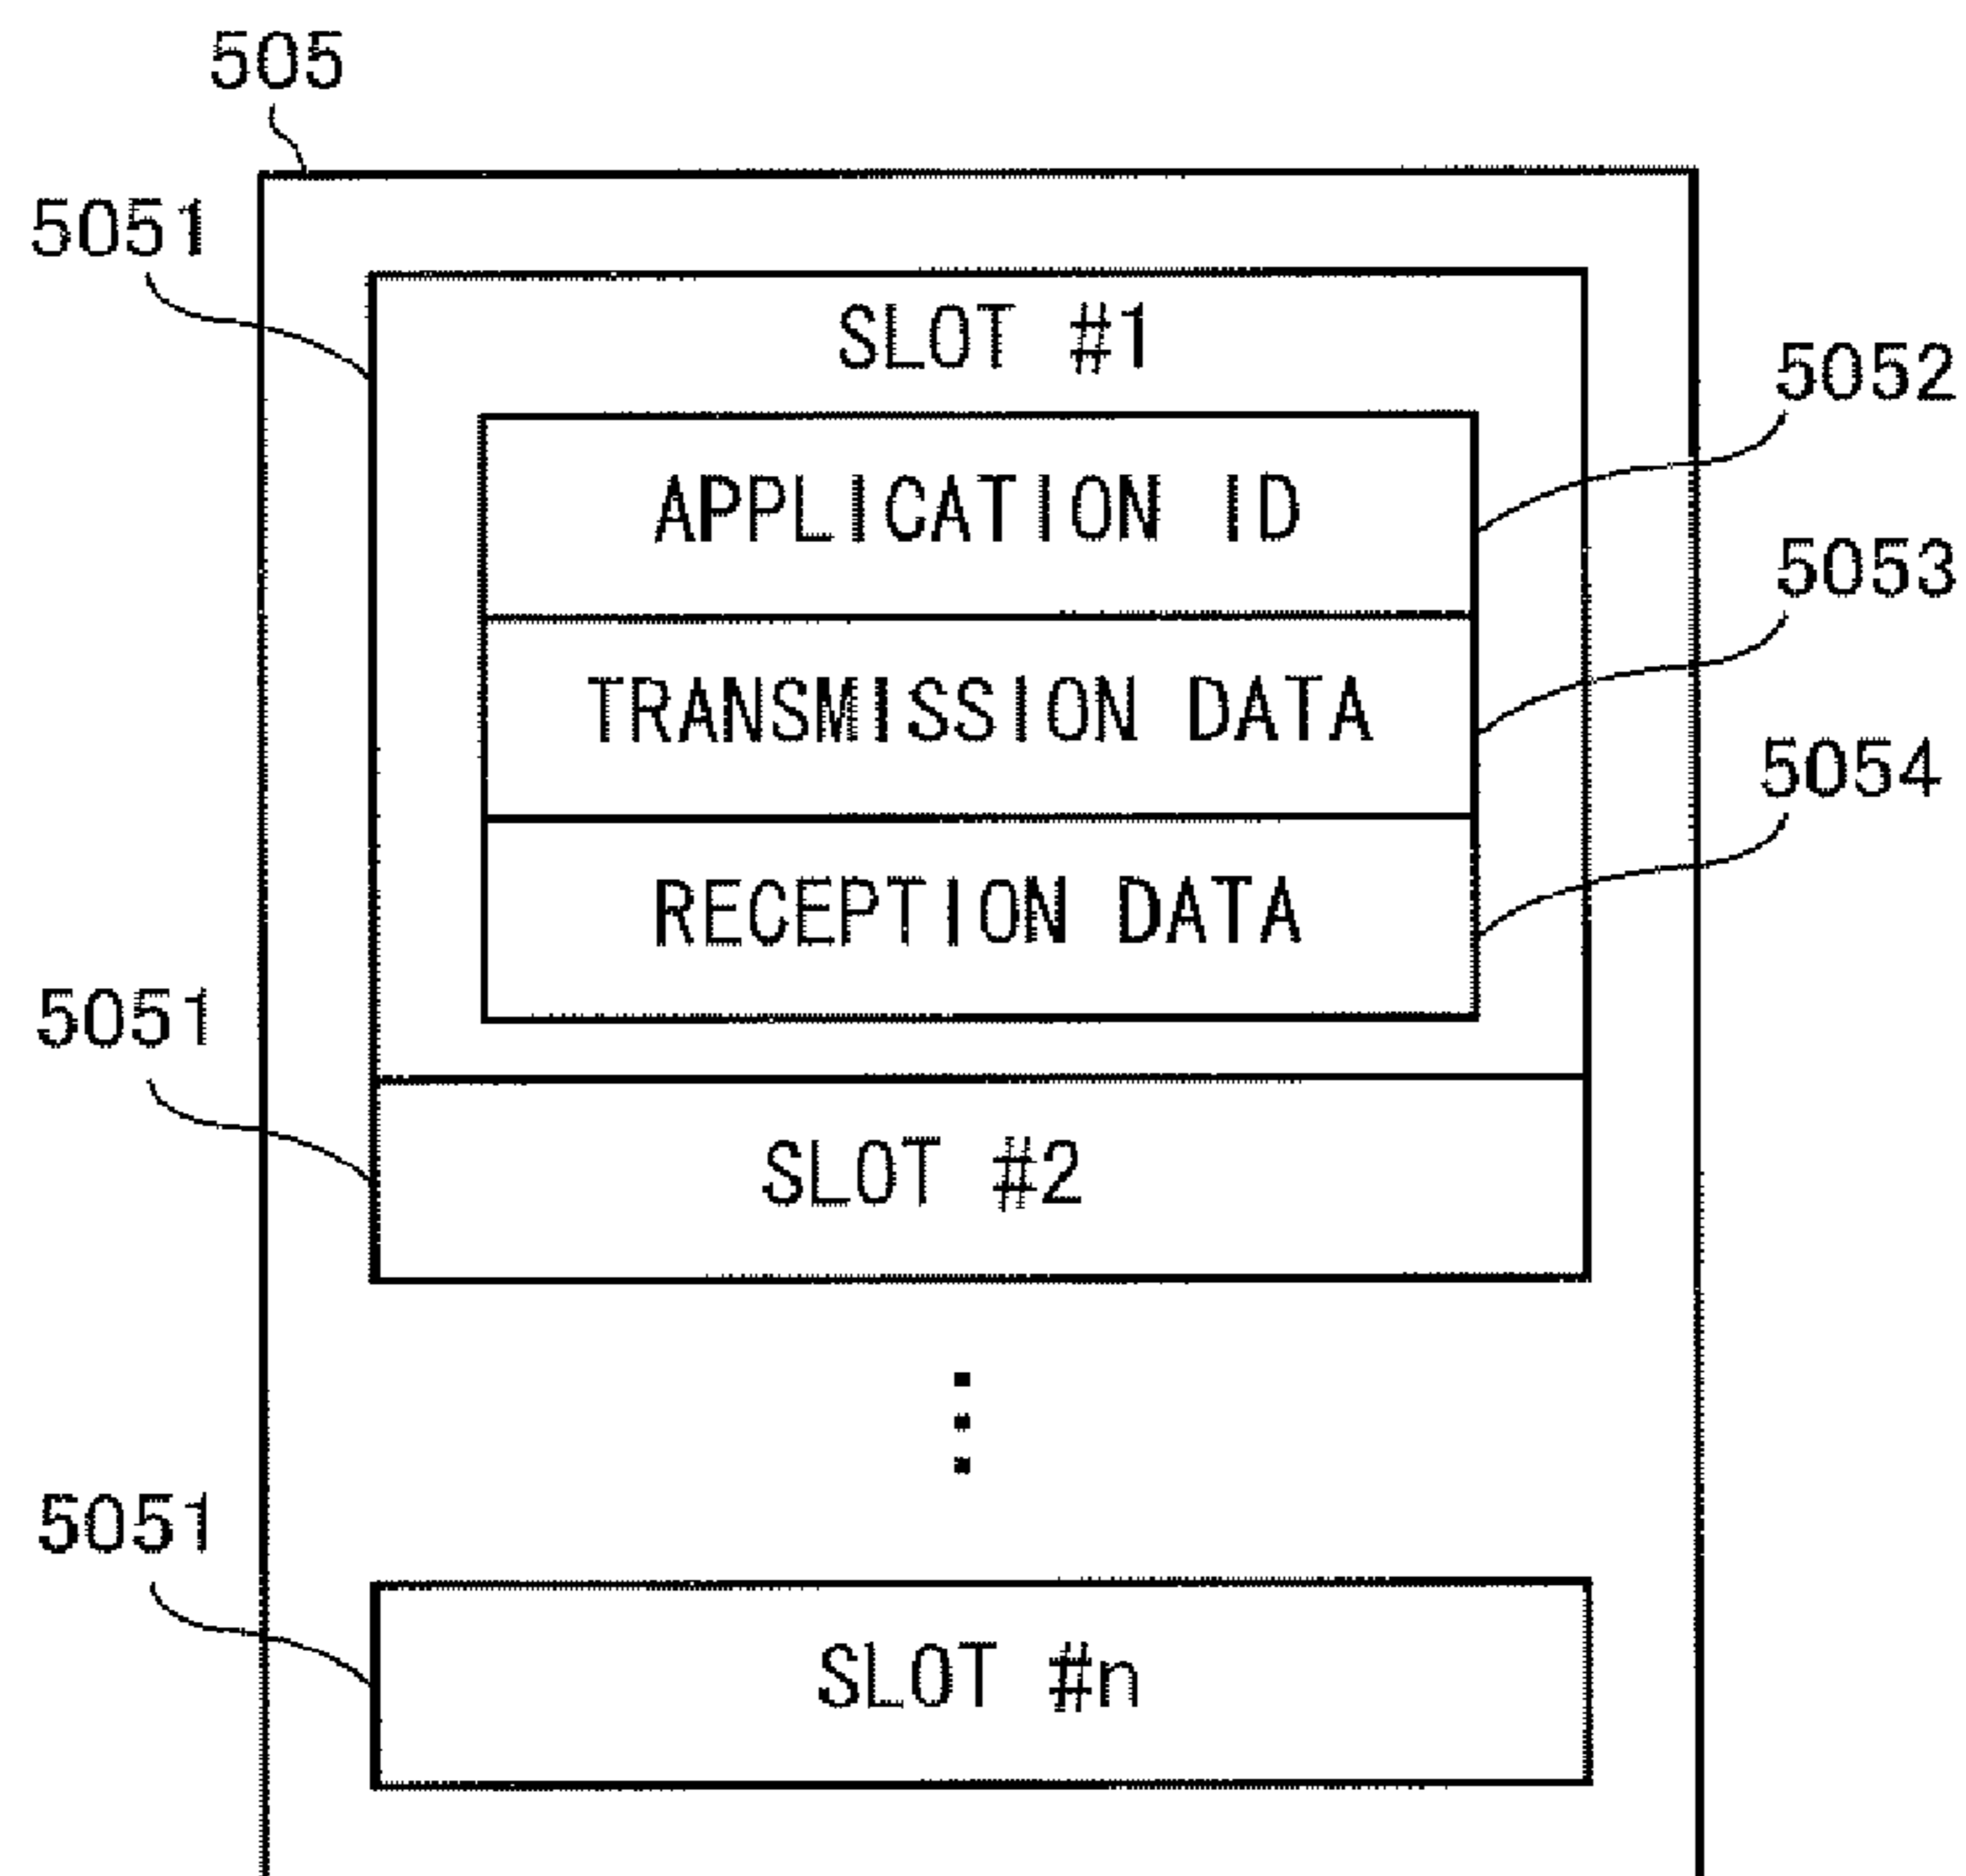 505
5051
SLOT #1
5052
APPLICATION ID
5053
TRANSMISSION DATA
5054
RECEPTION DATA
5051
SLOT #2
5051
SLOT #n